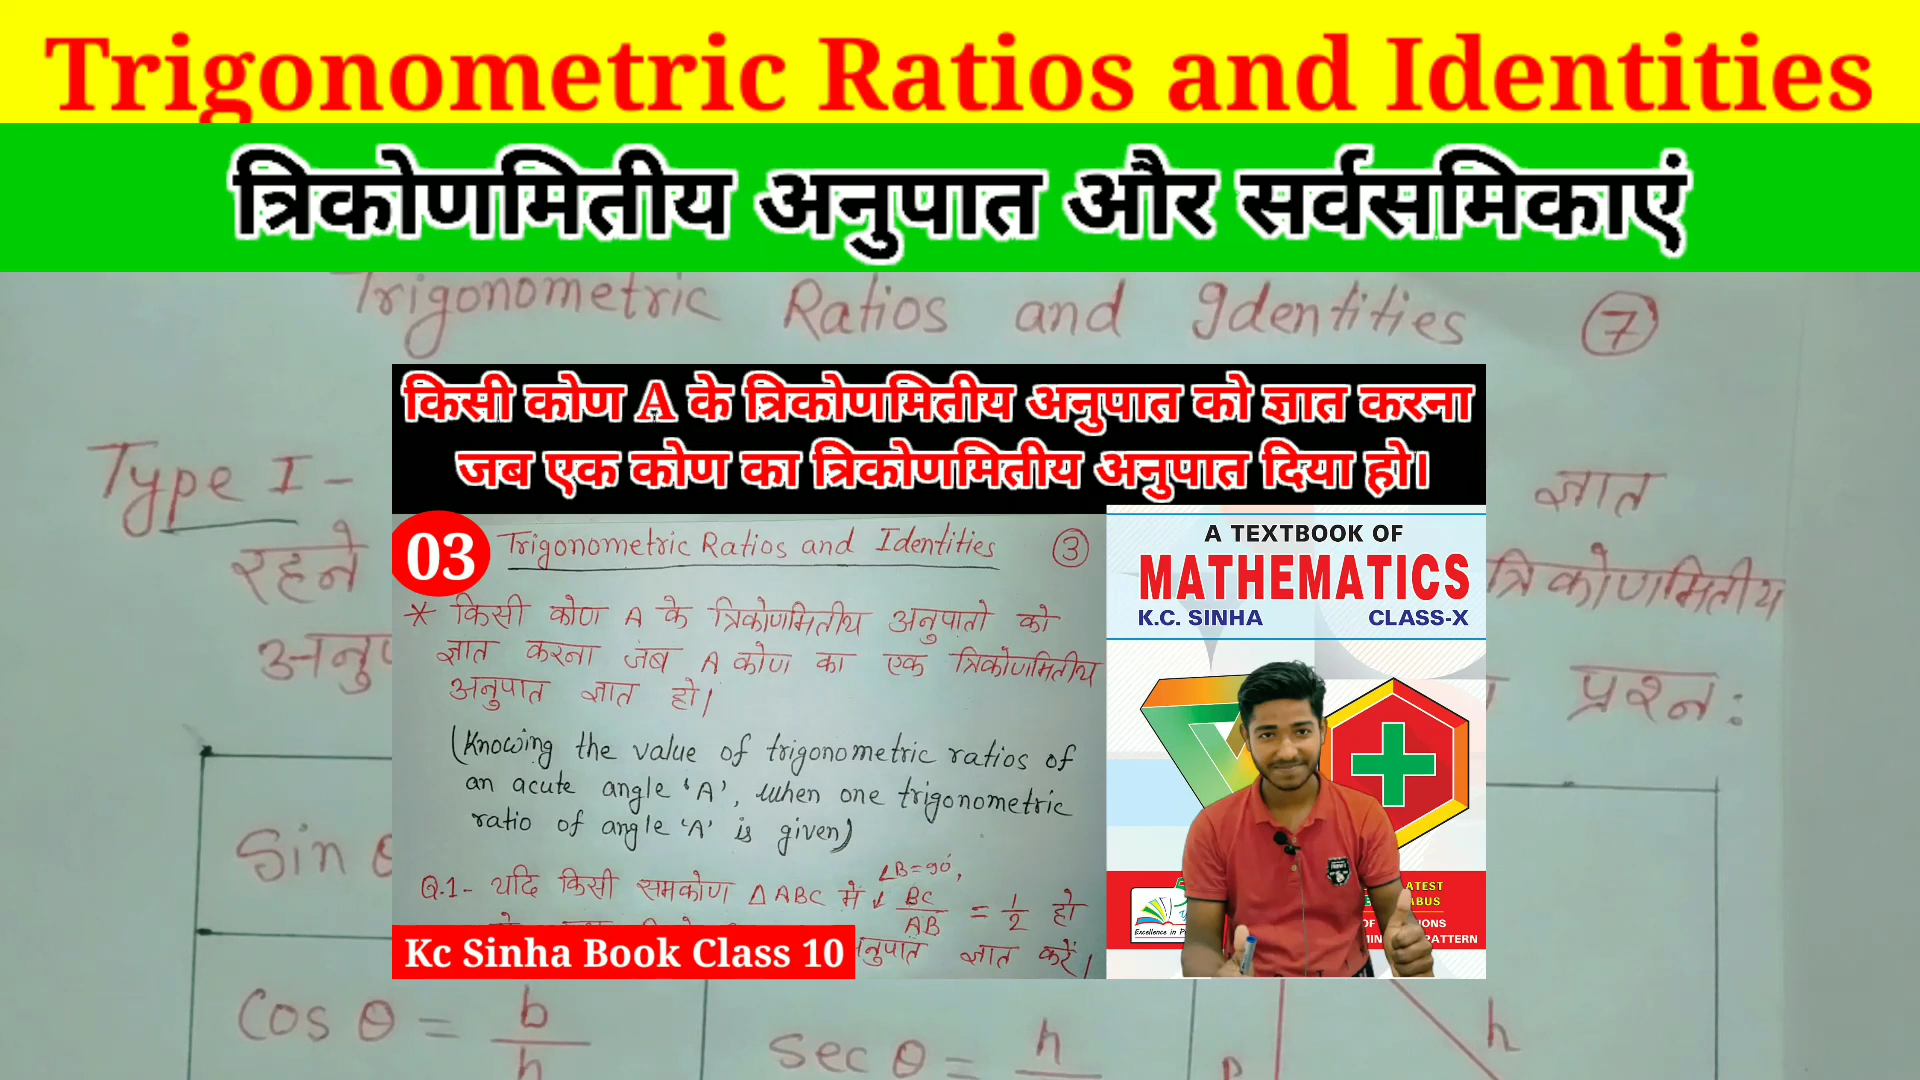 Trigonometric Ratios and Identities
त्रिकोणमितीय अनुपात और सर्वसमिकाएं
Trigonometric Ratios and Identities 7
किसी कोण A के त्रिकोणमितीय अनुपात को ज्ञात करना
जब एक कोण का त्रिकोणमितीय अनुपात दिया हो।
Type I -
ज्ञात
रहने
त्रिकोणमितीय
प्रश्न:
03
Trigonometric Ratios and Identities 3
* किसी कोण A के त्रिकोणमितीय अनुपातो को
ज्ञात करना जब A कोण का एक त्रिकोणमितीय
अनुपात ज्ञात हो।
(Knowing the value of trigonometric ratios of
an acute angle 'A', when one trigonometric
ratio of angle 'A' is given)
∠B=90°,
Q.1- यदि किसी समकोण △ABC में BC/AB = 1/2 हो
ज्ञात करें।
Kc Sinha Book Class 10
A TEXTBOOK OF
MATHEMATICS
K.C. SINHA CLASS-X
Excellence in
PATTERN
sin
cos θ = b/h
sec θ = h
h